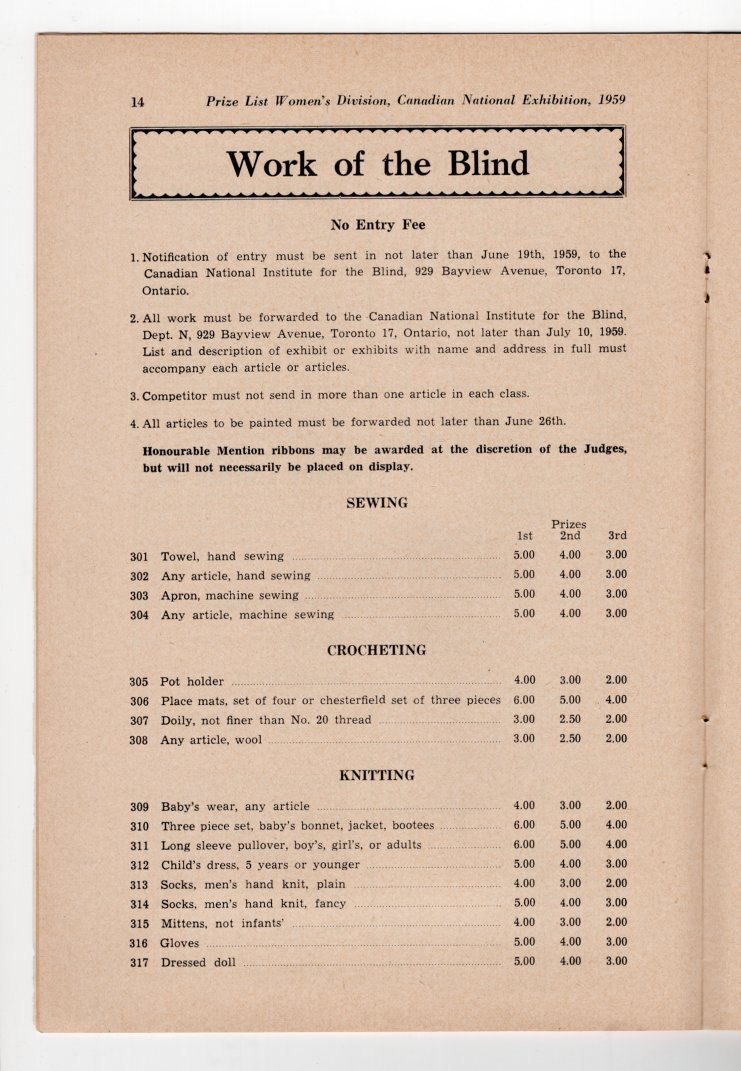 14 Prize List Women's Division, Canadian National Exhibition, 1959
Work of the Blind
No Entry Fee
1. Notification of entry must be sent in not later than June 19th, 1959, to the
Canadian National Institute for the Blind, 929 Bayview Avenue, Toronto 17,
Ontario.
2. All work must be forwarded to the Canadian National Institute for the Blind,
Dept. N, 929 Bayview Avenue, Toronto 17, Ontario, not later than July 10, 1959.
List and description of exhibit or exhibits with name and address in full must
accompany each article or articles.
3. Competitor must not send in more than one article in each class.
4. All articles to be painted must be forwarded not later than June 26th.
Honourable Mention ribbons may be awarded at the discretion of the Judges,
but will not necessarily be placed on display.
SEWING
Prizes
1st 2nd 3rd
301 Towel, hand sewing 5.00 4.00 3.00
302 Any article, hand sewing 5.00 4.00 3.00
303 Apron, machine sewing 5.00 4.00 3.00
304 Any article, machine sewing 5.00 4.00 3.00
CROCHETING
305 Pot holder 4.00 3.00 2.00
306 Place mats, set of four or chesterfield set of three pieces 6.00 5.00 4.00
307 Doily, not finer than No. 20 thread 3.00 2.50 2.00
308 Any article, wool 3.00 2.50 2.00
KNITTING
309 Baby's wear, any article 4.00 3.00 2.00
310 Three piece set, baby's bonnet, jacket, bootees 6.00 5.00 4.00
311 Long sleeve pullover, boy's, girl's, or adults 6.00 5.00 4.00
312 Child's dress, 5 years or younger 5.00 4.00 3.00
313 Socks, men's hand knit, plain 4.00 3.00 2.00
314 Socks, men's hand knit, fancy 5.00 4.00 3.00
315 Mittens, not infants' 4.00 3.00 2.00
316 Gloves 5.00 4.00 3.00
317 Dressed doll 5.00 4.00 3.00